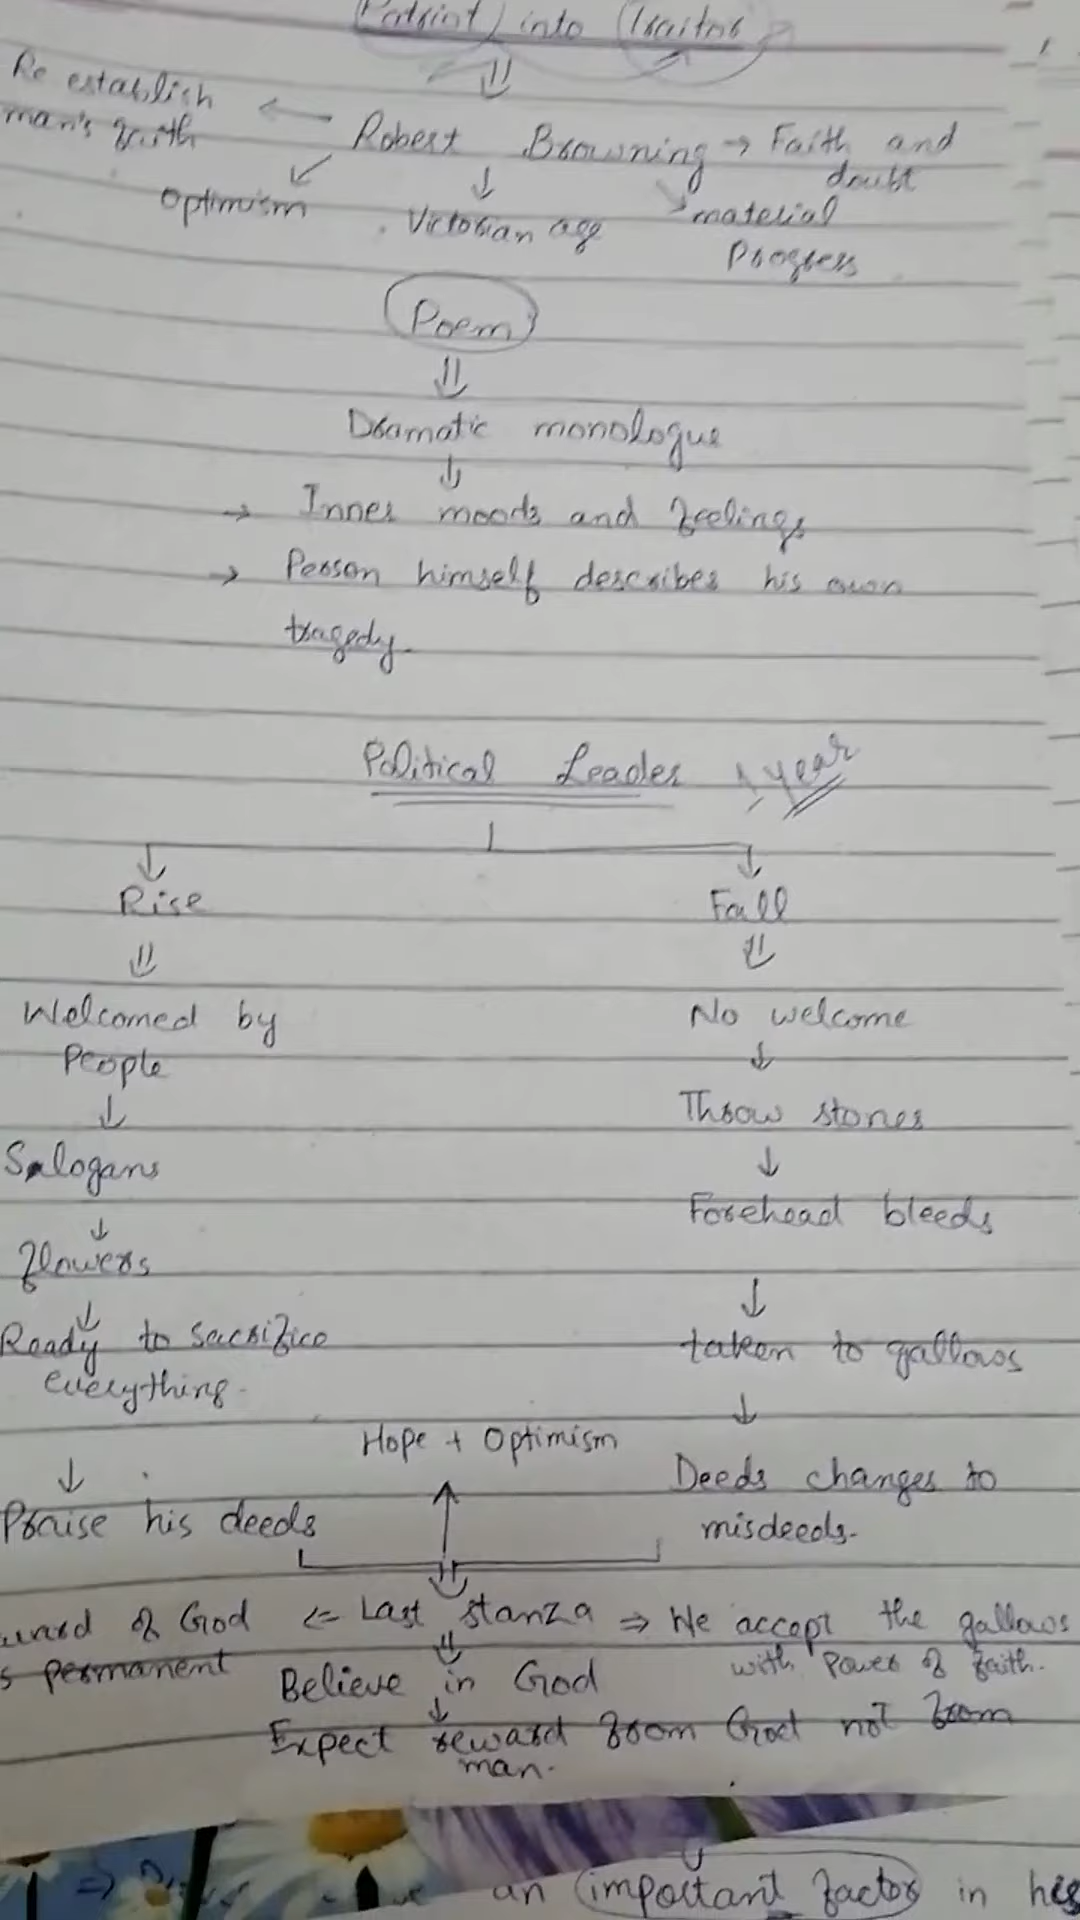 (Patriot) into (Traitor)
Re establish
man's faith
Robert Browning → Faith and
doubt
Optimism
Victorian age
material
Progress
Poem
Dramatic monologue
→ Inner moods and feelings
→ Person himself describes his own
tragedy.
Political Leader 1 year
Rise
Fall
Welcomed by
People
No welcome
Throw stones
Slogans
Forehead bleeds
flowers
Ready to sacrifice
everything.
taken to gallows
Hope + Optimism
Deeds changes to
misdeeds.
Praise his deeds
of God ⇐ Last stanza ⇒ We accept the gallows
with Power of faith.
permanent
Believe in God
Expect reward from God not from
man.
an important factor in his